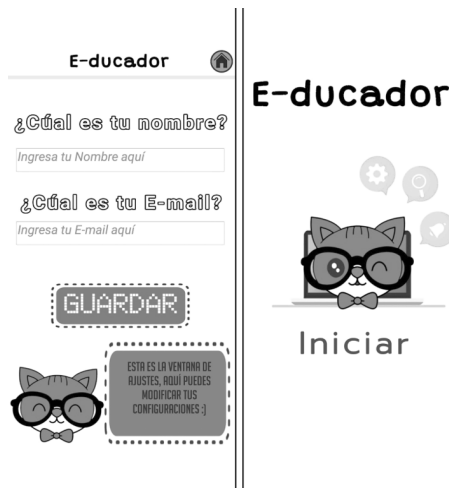 E-ducador
¿Cúal es tu nombre?
Ingresa tu Nombre aquí
¿Cúal es tu E-mail?
Ingresa tu E-mail aquí
GUARDAR
ESTA ES LA VENTANA DE
AJUSTES, AQUÍ PUEDES
MODIFICAR TUS
CONFIGURACIONES :)
E-ducador
Iniciar